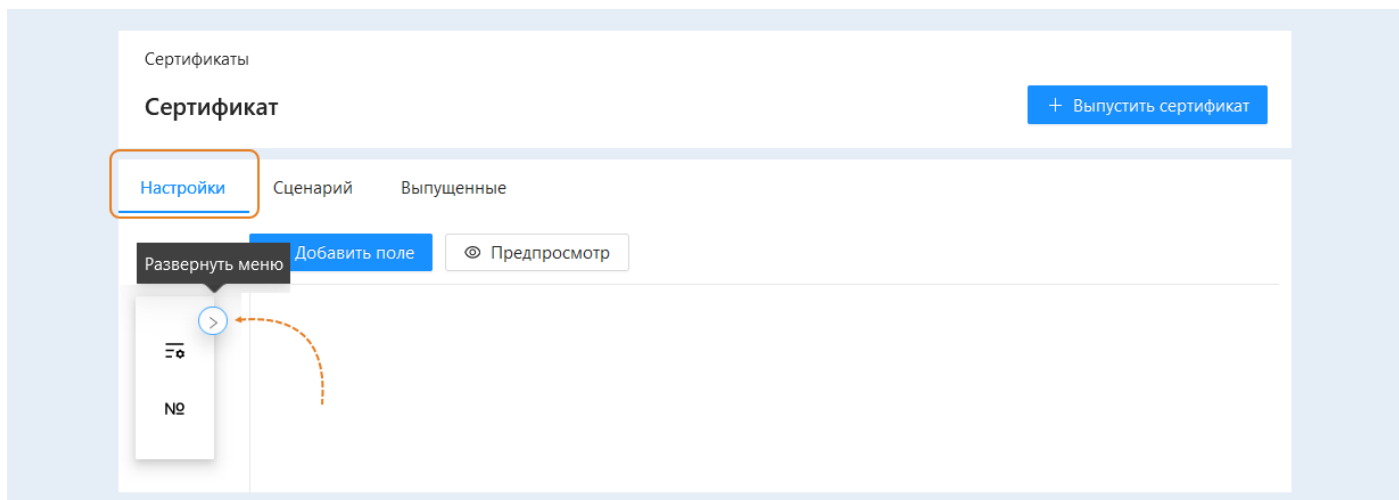 Сертификаты
Сертификат
+ Выпустить сертификат
Настройки
Сценарий
Выпущенные
Добавить поле
Предпросмотр
Развернуть меню
№